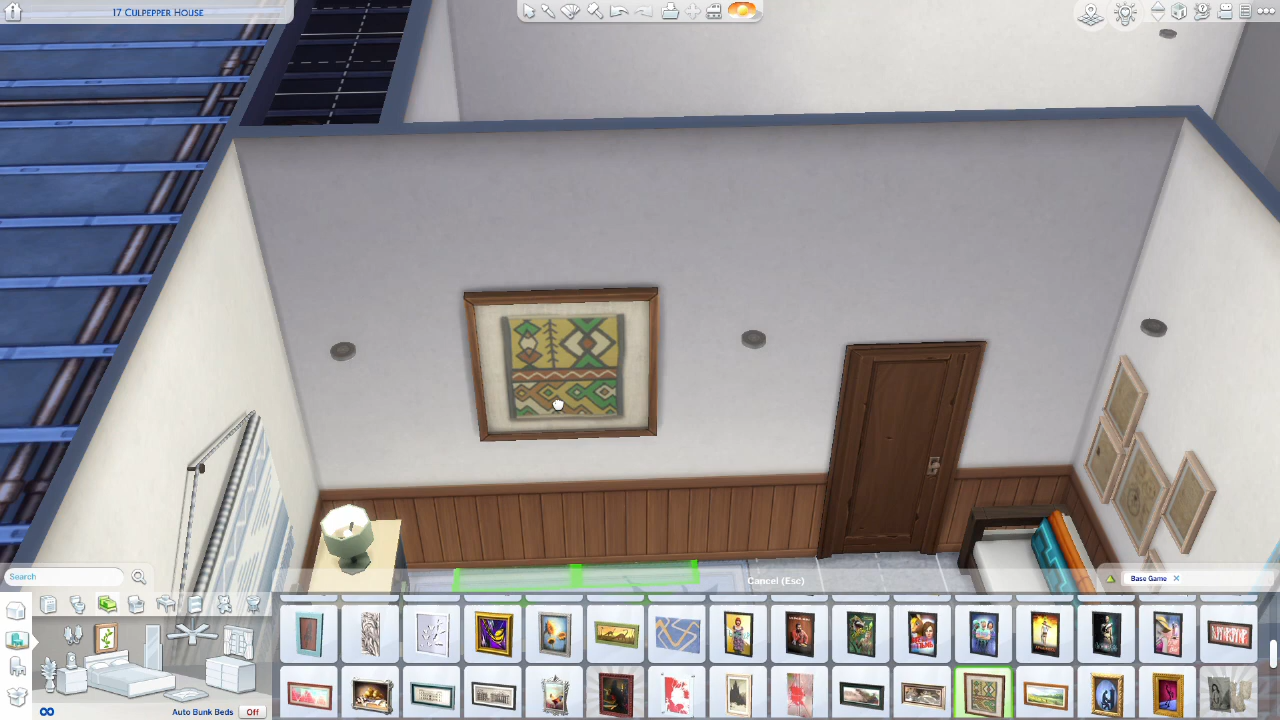 17 Culpepper House
Search
Cancel (Esc)
Base Game
Auto Bunk Beds Off